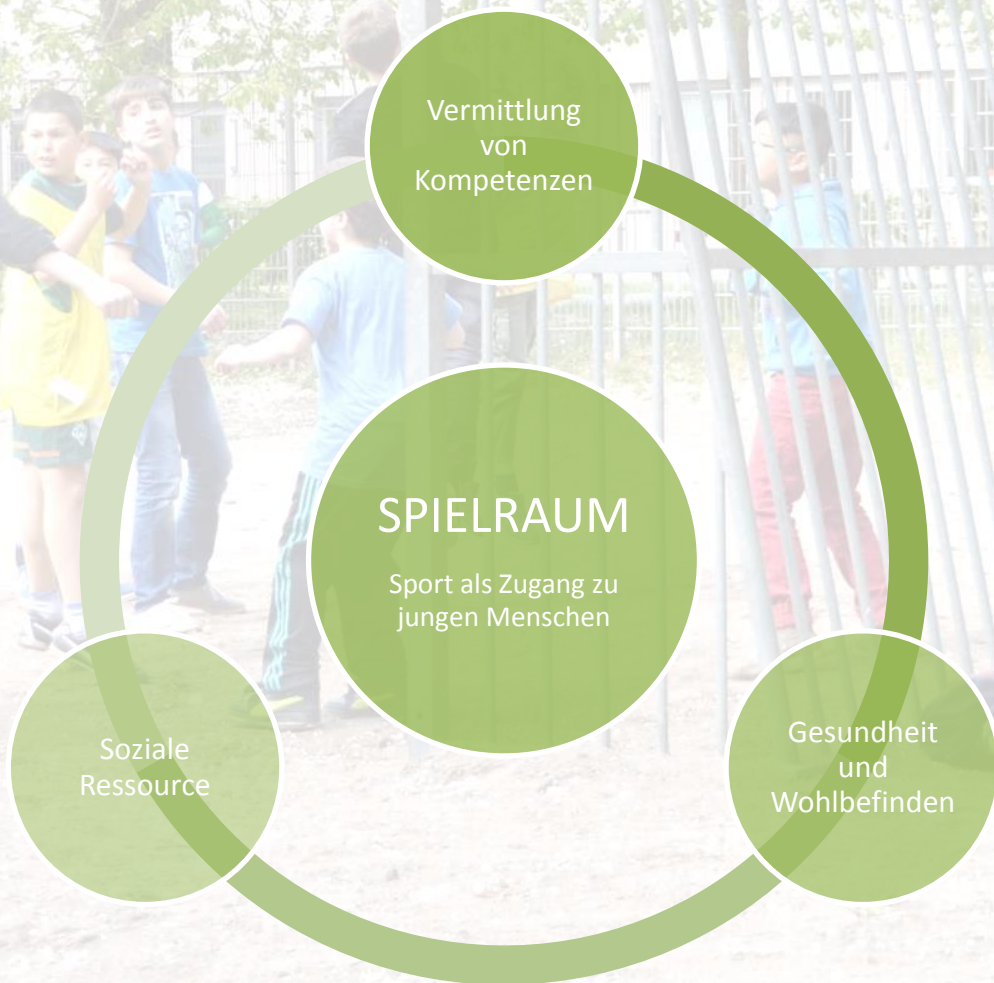 Vermittlung
von
Kompetenzen
SPIELRAUM
Sport als Zugang zu
jungen Menschen
Soziale
Ressource
Gesundheit
und
Wohlbefinden